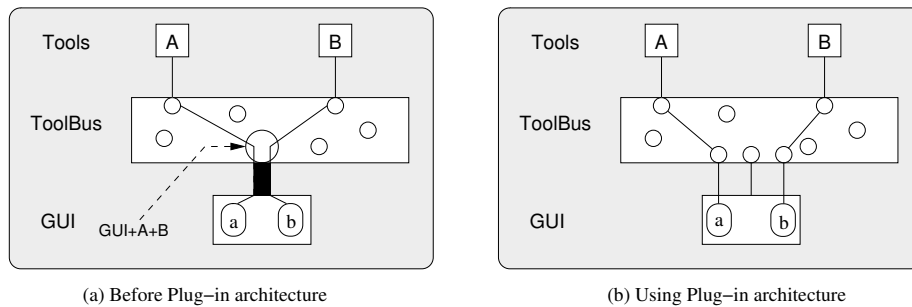 Tools A B
ToolBus
GUI a b
GUI+A+B
(a) Before Plug−in architecture
Tools A B
ToolBus
GUI a b
(b) Using Plug−in architecture